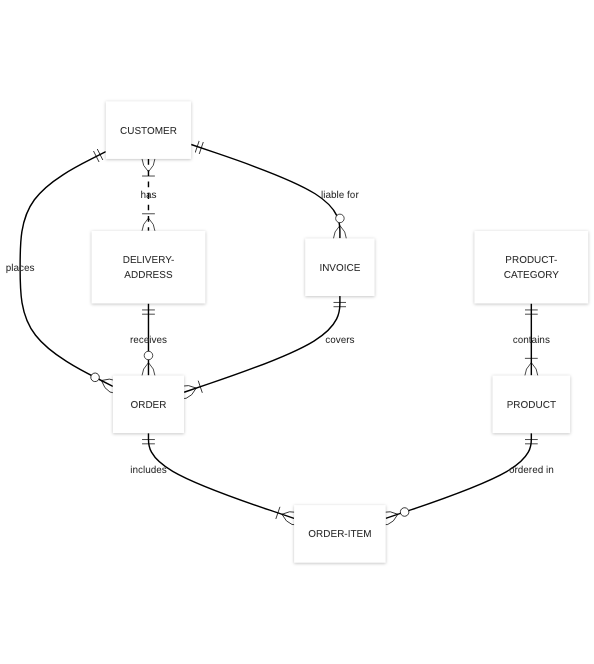 CUSTOMER
has
liable for
DELIVERY-
ADDRESS
places
INVOICE
PRODUCT-
CATEGORY
receives
covers
contains
ORDER
PRODUCT
includes
ordered in
ORDER-ITEM